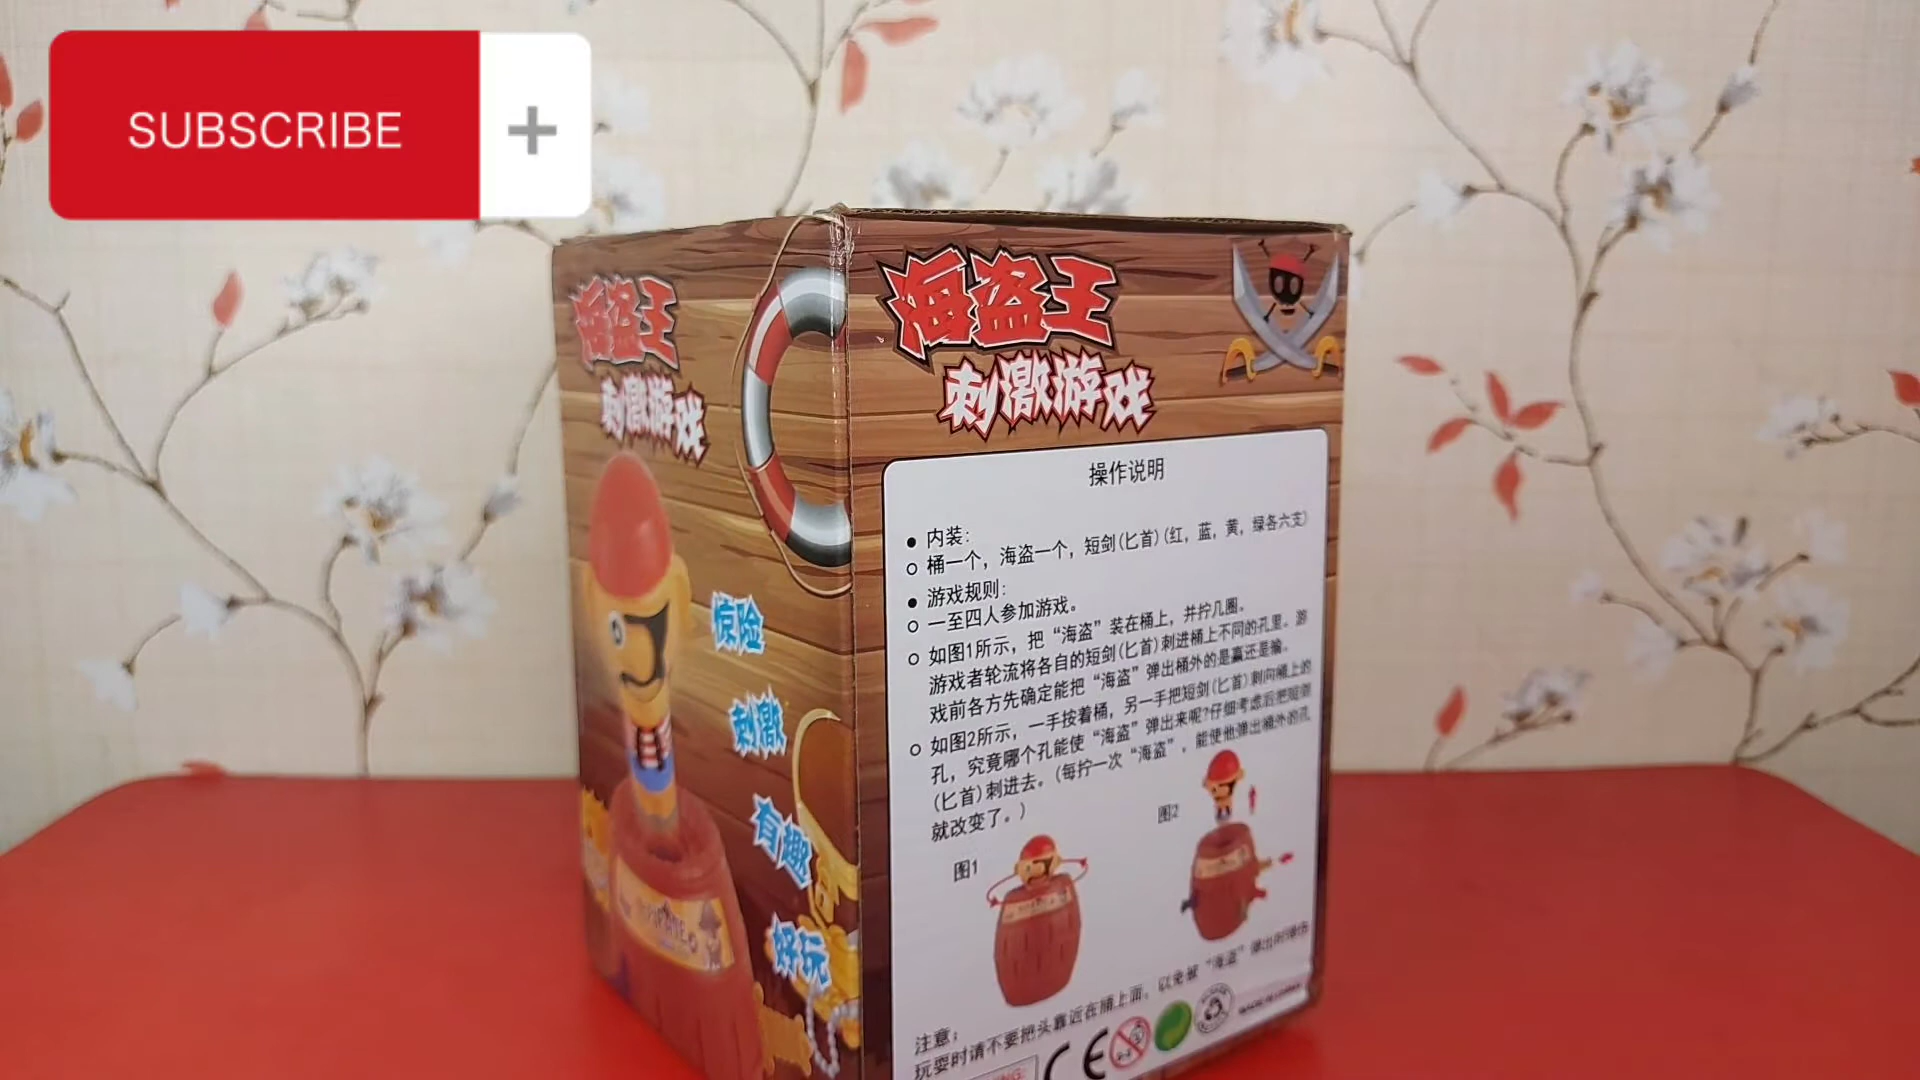 SUBSCRIBE +
海盗王
刺激游戏
惊险
刺激
有趣
好玩
海盗王
刺激游戏
操作说明
● 内装：
○ 桶一个，海盗一个，短剑(匕首)(红，蓝，黄，绿各六支)
● 游戏规则：
○ 一至四人参加游戏。
○ 如图1所示，把“海盗”装在桶上，并拧几圈。
游戏者轮流将各自的短剑(匕首)刺进桶上不同的孔里。游
戏前各方先确定能把“海盗”弹出桶外的是赢还是输。
○ 如图2所示，一手按着桶，另一手把短剑(匕首)刺向桶上的
孔，究竟哪个孔能使“海盗”弹出来呢?仔细考虑后把短剑
(匕首)刺进去。(每拧一次“海盗”，能使他弹出桶外的孔
就改变了。)
图1
图2
注意：
玩耍时请不要把头靠近在桶上面，以免被“海盗”弹出时弹伤
CE
WARNING: